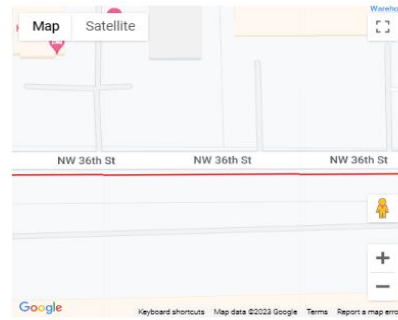 Wareho
Map Satellite
NW 36th St NW 36th St NW 36th St
Google
Keyboard shortcuts Map data ©2023 Google Terms Report a map erro